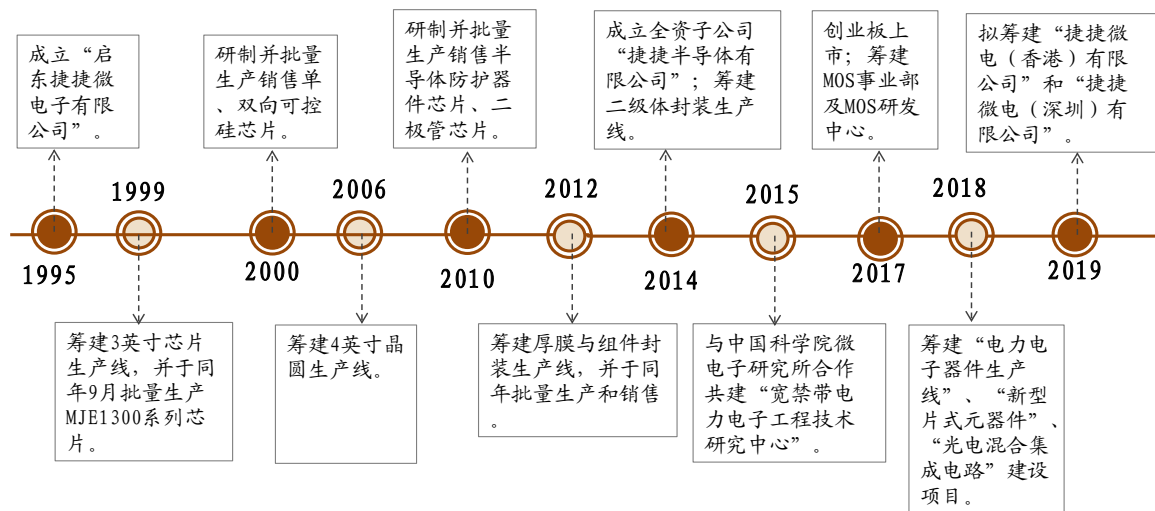 成立“启
东捷捷微
电子有限
公司”。
研制并批量
生产销售单
、双向可控
硅芯片。
研制并批量
生产销售半
导体防护器
件芯片、二
极管芯片。
成立全资子公司
“捷捷半导体有
限公司”；筹建
二级体封装生产
线。
创业板上
市；筹建
MOS事业部
及MOS研发
中心。
拟筹建“捷捷微
电（香港）有限
公司”和“捷捷
微电（深圳）有
限公司”。
1999
2006
2012
2015
2018
1995
2000
2010
2014
2017
2019
筹建3英寸芯片
生产线，并于同
年9月批量生产
MJE1300系列芯
片。
筹建4英寸晶
圆生产线。
筹建厚膜与组件封
装生产线，并于同
年批量生产和销售
。
与中国科学院微
电子研究所合作
共建“宽禁带电
力电子工程技术
研究中心”。
筹建“电力电
子器件生产
线”、“新型
片式元器件”、
“光电混合集
成电路”建设
项目。